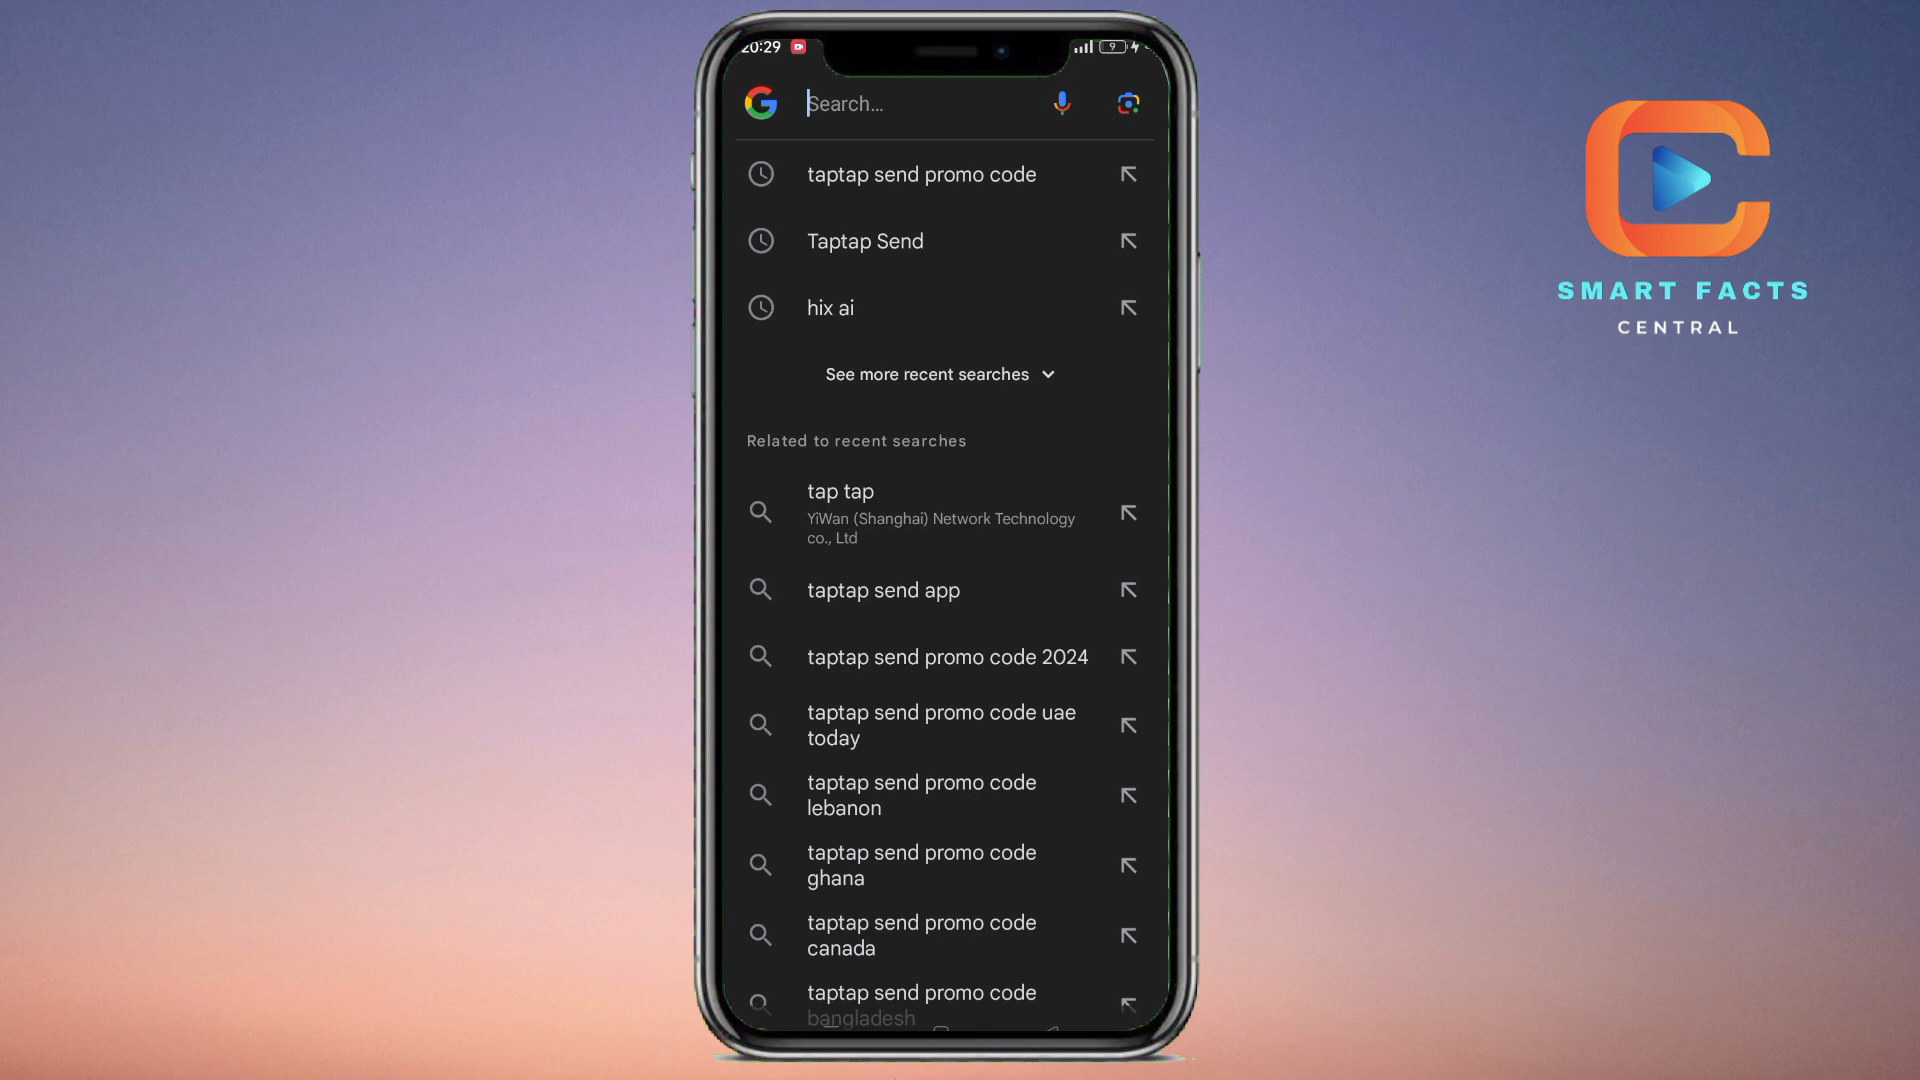 20:29
9
Search...
taptap send promo code
Taptap Send
hix ai
See more recent searches
Related to recent searches
tap tap
YiWan (Shanghai) Network Technology
co., Ltd
taptap send app
taptap send promo code 2024
taptap send promo code uae
today
taptap send promo code
lebanon
taptap send promo code
ghana
taptap send promo code
canada
taptap send promo code
bangladesh
SMART FACTS
CENTRAL